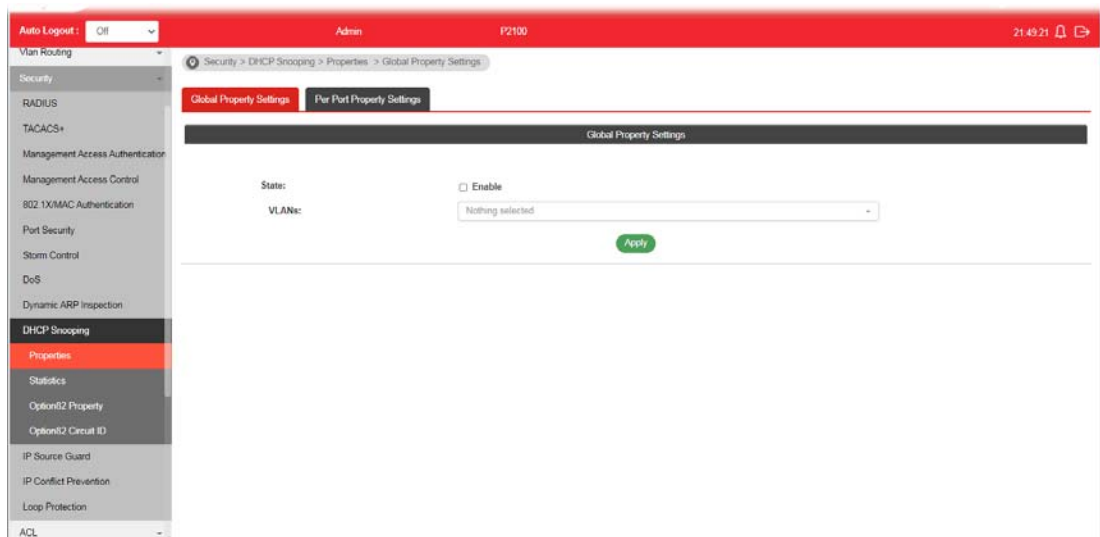 Auto Logout : Off Admin P2100 21:49:21
Vlan Routing
Security
RADIUS
TACACS+
Management Access Authentication
Management Access Control
802.1X/MAC Authentication
Port Security
Storm Control
DoS
Dynamic ARP Inspection
DHCP Snooping
Properties
Statistics
Option82 Property
Option82 Circuit ID
IP Source Guard
IP Conflict Prevention
Loop Protection
ACL
Security > DHCP Snooping > Properties > Global Property Settings
Global Property Settings Per Port Property Settings
Global Property Settings
State: Enable
VLANs: Nothing selected
Apply